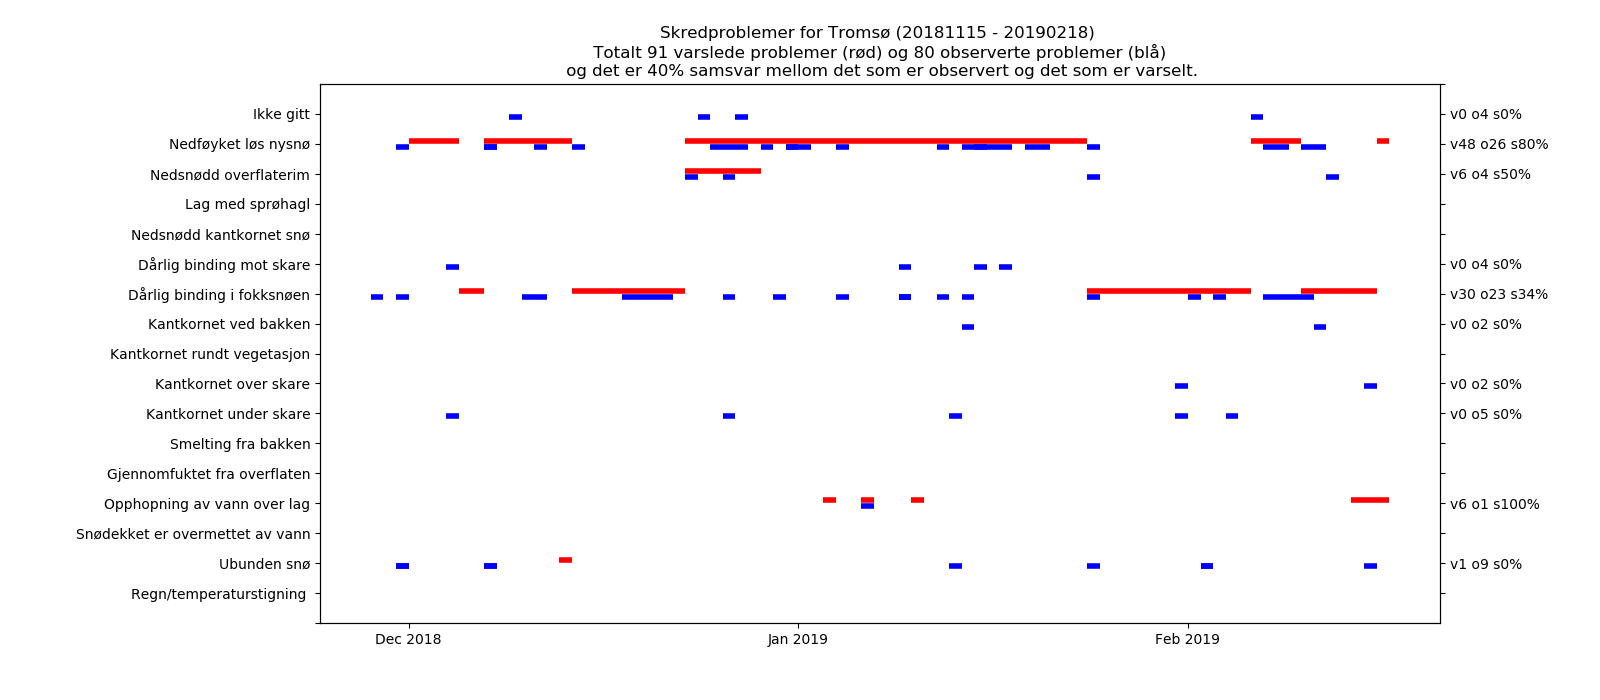 Skredproblemer for Tromsø (20181115 - 20190218)
Totalt 91 varslede problemer (rød) og 80 observerte problemer (blå)
og det er 40% samsvar mellom det som er observert og det som er varselt.
Ikke gitt v0 o4 s0%
Nedføyket løs nysnø v48 o26 s80%
Nedsnødd overflaterim v6 o4 s50%
Lag med sprøhagl
Nedsnødd kantkornet snø
Dårlig binding mot skare v0 o4 s0%
Dårlig binding i fokksnøen v30 o23 s34%
Kantkornet ved bakken v0 o2 s0%
Kantkornet rundt vegetasjon
Kantkornet over skare v0 o2 s0%
Kantkornet under skare v0 o5 s0%
Smelting fra bakken
Gjennomfuktet fra overflaten
Opphopning av vann over lag v6 o1 s100%
Snødekket er overmettet av vann
Ubunden snø v1 o9 s0%
Regn/temperaturstigning
Dec 2018 Jan 2019 Feb 2019